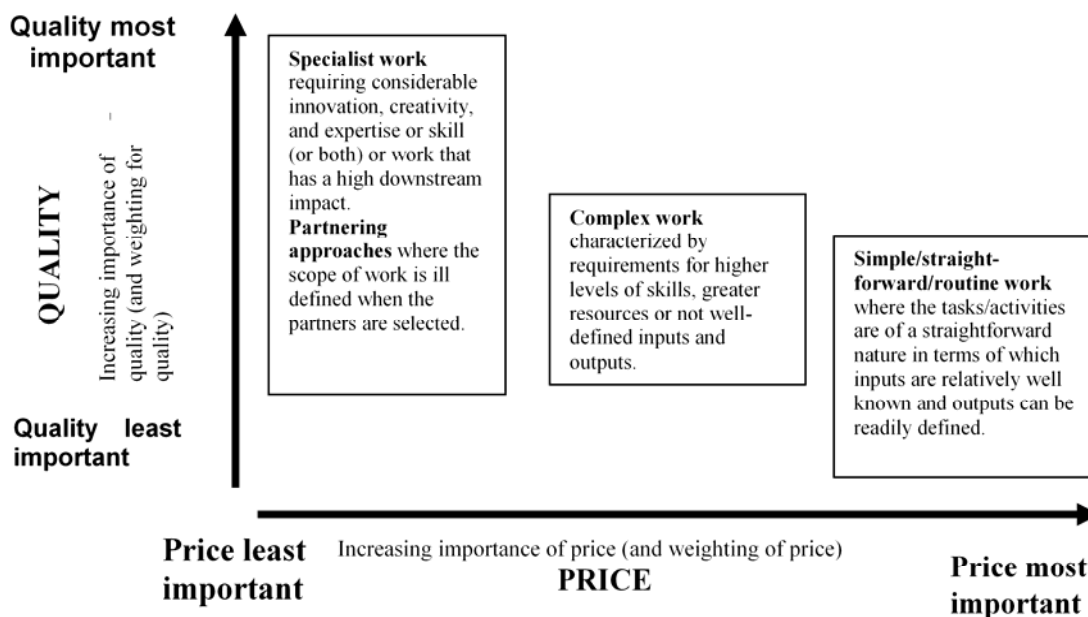 Quality most
important
QUALITY
Increasing importance of –
quality (and weighting for
quality)
Quality least
important
Specialist work
requiring considerable
innovation, creativity,
and expertise or skill
(or both) or work that
has a high downstream
impact.
Partnering
approaches where the
scope of work is ill
defined when the
partners are selected.
Complex work
characterized by
requirements for higher
levels of skills, greater
resources or not well-
defined inputs and
outputs.
Simple/straight-
forward/routine work
where the tasks/activities
are of a straightforward
nature in terms of which
inputs are relatively well
known and outputs can be
readily defined.
Price least
important
Increasing importance of price (and weighting of price)
PRICE
Price most
important